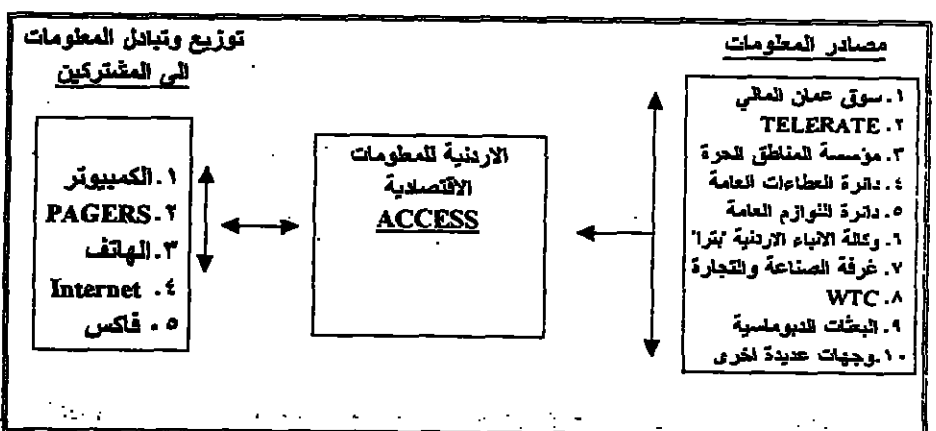 مصادر المعلومات
١. سوق عمان المالي
٢. TELERATE
٣. مؤسسة المناطق الحرة
٤. دائرة العطاءات العامة
٥. دائرة اللوازم العامة
٦. وكالة الانباء الاردنية "بترا"
٧. غرفة الصناعة والتجارة
٨. WTC
٩. البعثات الدبوماسية
١٠. وجهات عديدة اخرى
الاردنية للمعلومات
الاقتصادية
ACCESS
توزيع وتبادل المعلومات
الى المشتركين
١. الكمبيوتر
٢. PAGERS
٣. الهاتف
٤. Internet
٥. فاكس